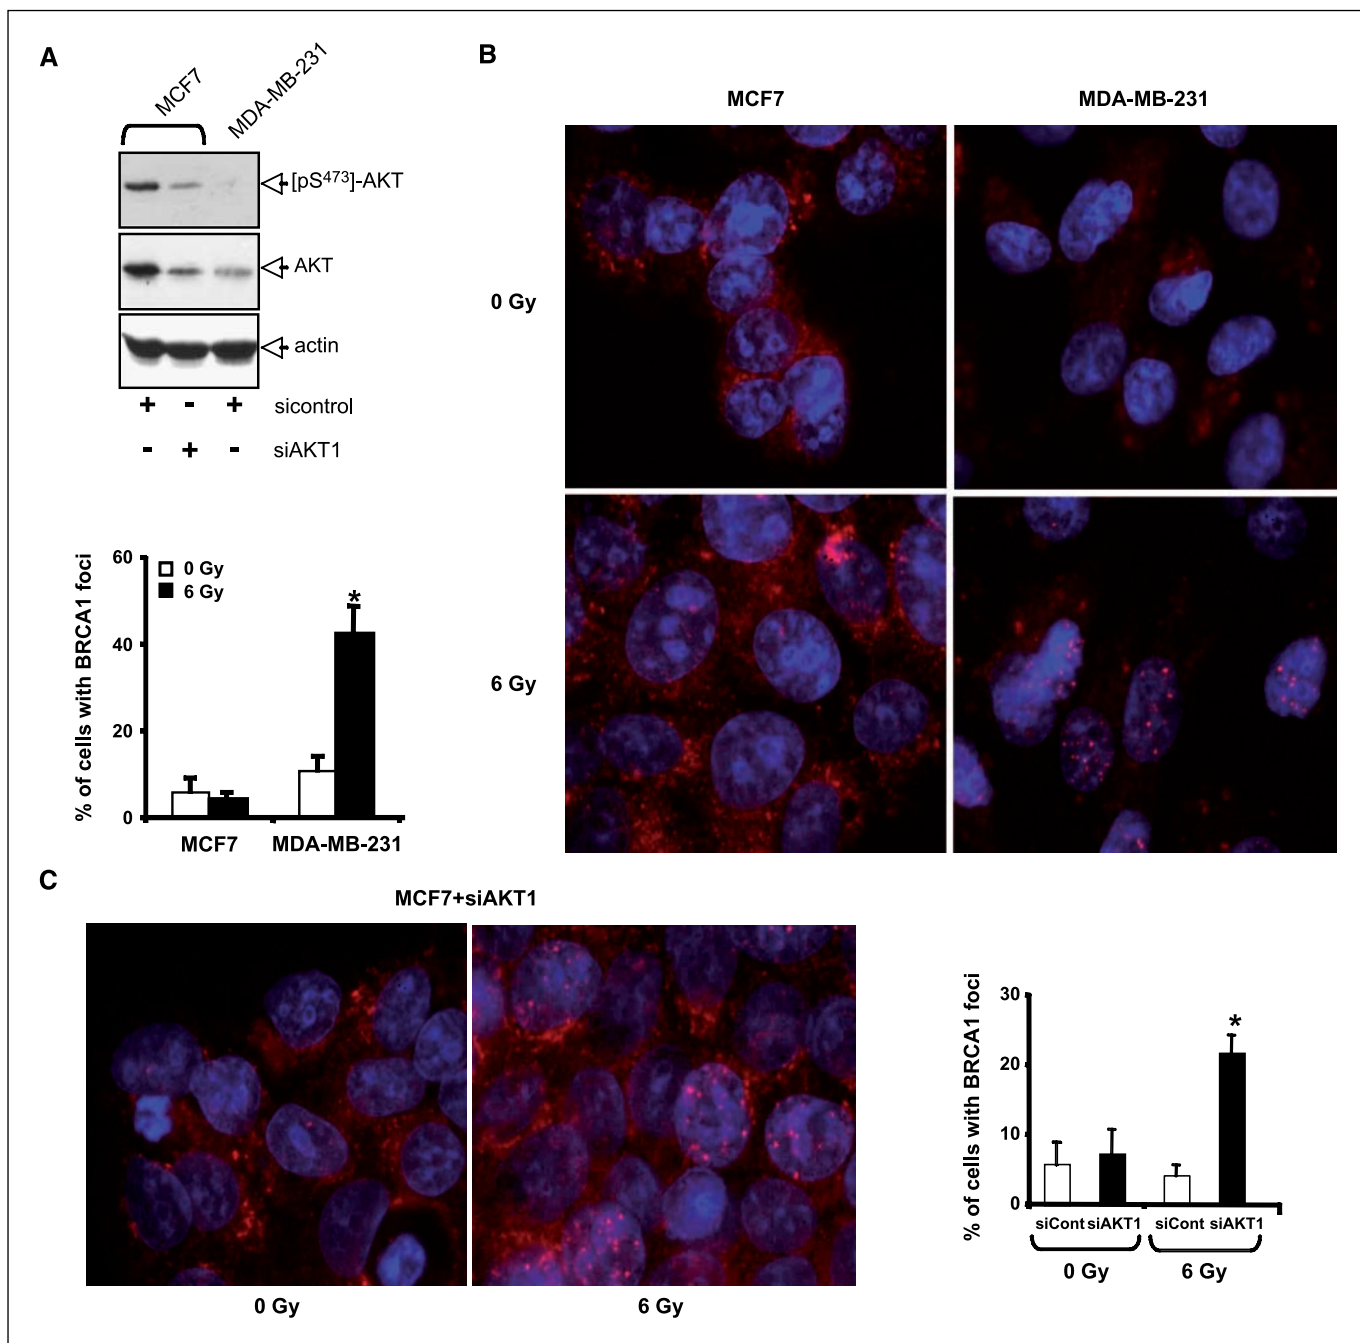 A
MCF7
MDA-MB-231
[pS473]-AKT
AKT
actin
+ - + sicontrol
- + - siAKT1
% of cells with BRCA1 foci
60
40
20
0
0 Gy
6 Gy
*
MCF7 MDA-MB-231
B
MCF7 MDA-MB-231
0 Gy
6 Gy
C
MCF7+siAKT1
0 Gy 6 Gy
% of cells with BRCA1 foci
30
20
10
0
*
siCont siAKT1 siCont siAKT1
0 Gy 6 Gy